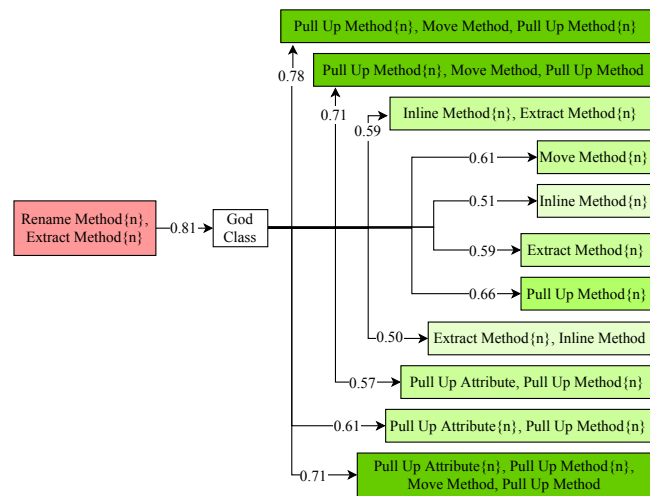 Pull Up Method{n}, Move Method, Pull Up Method{n}
0.78
Pull Up Method{n}, Move Method, Pull Up Method
0.71
Inline Method{n}, Extract Method{n}
0.59
0.61
Move Method{n}
0.51
Inline Method{n}
Rename Method{n},
Extract Method{n}
0.81
God
Class
0.59
Extract Method{n}
0.66
Pull Up Method{n}
0.50
Extract Method{n}, Inline Method
0.57
Pull Up Attribute, Pull Up Method{n}
0.61
Pull Up Attribute{n}, Pull Up Method{n}
0.71
Pull Up Attribute{n}, Pull Up Method{n},
Move Method, Pull Up Method